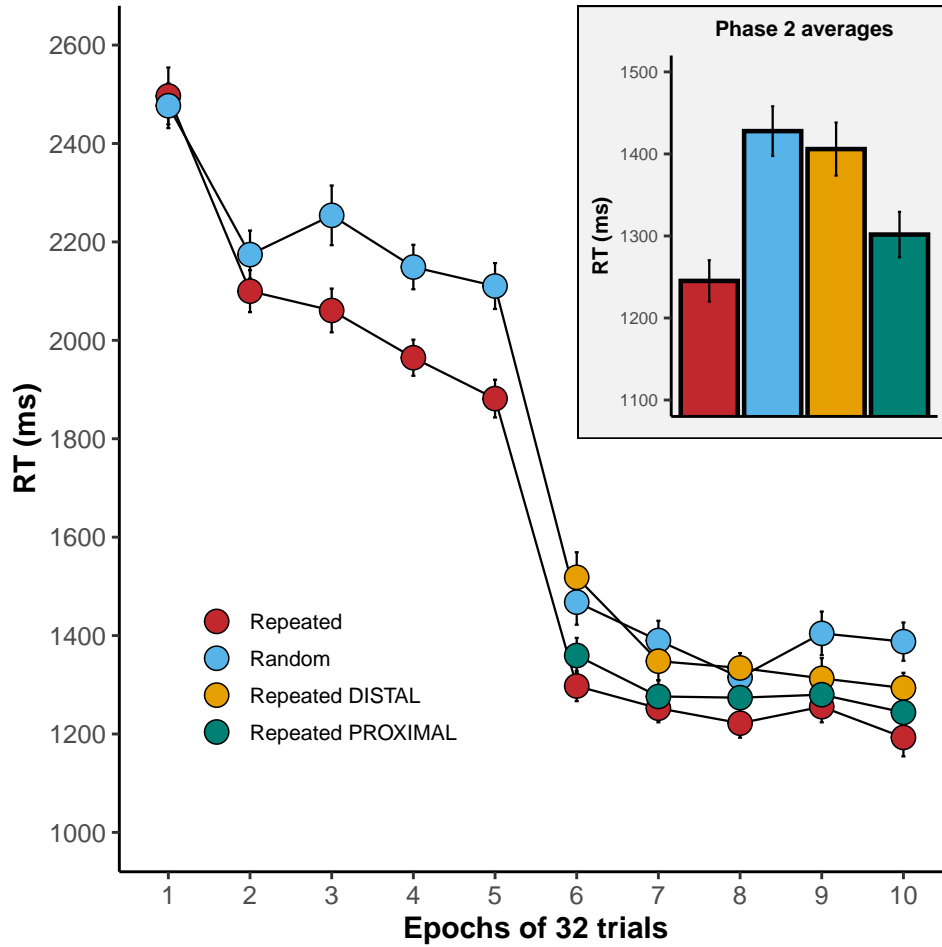 Phase 2 averages
RT (ms)
1500
1400
1300
1200
1100
RT (ms)
2600
2400
2200
2000
1800
1600
1400
1200
1000
Repeated
Random
Repeated DISTAL
Repeated PROXIMAL
1 2 3 4 5 6 7 8 9 10
Epochs of 32 trials